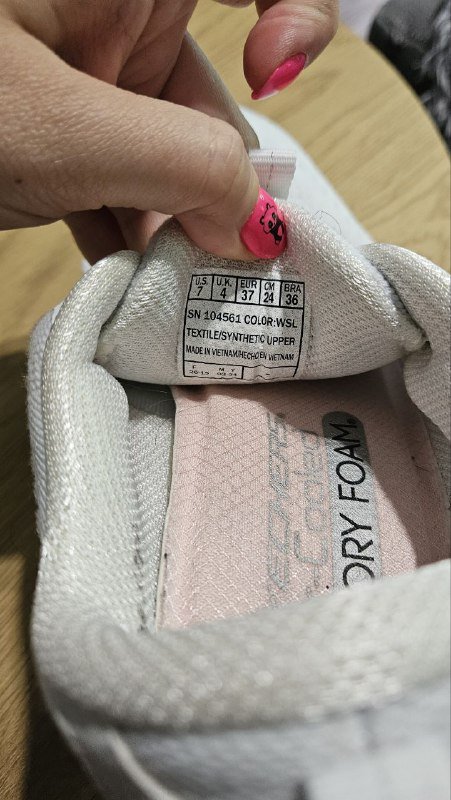 U.S. U.K. EUR CM BRA
7 4 37 24 36
SN 104561 COLOR:WSL
TEXTILE/SYNTHETIC UPPER
MADE IN VIETNAM/HECHO EN VIETNAM
SKECHERS
Cooled
ORY FOAM